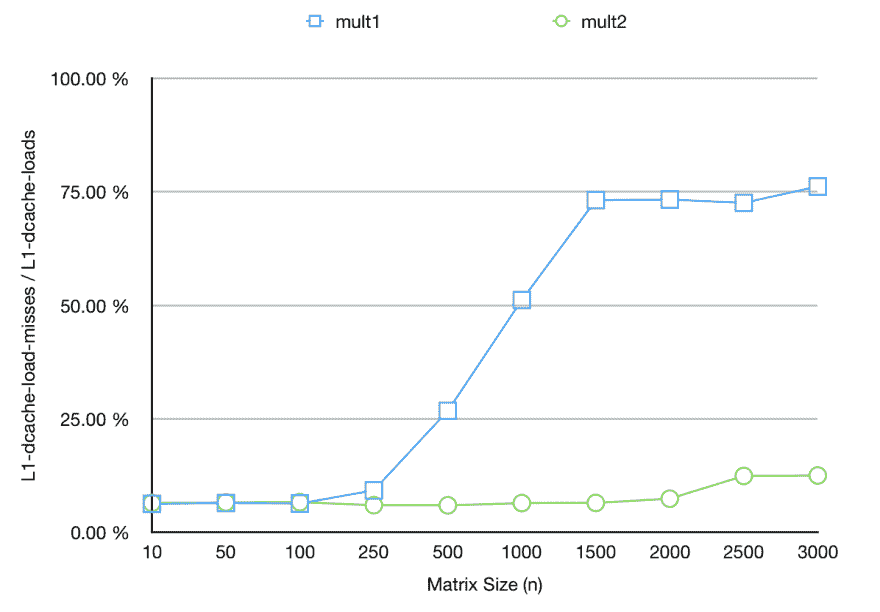 mult1 mult2
100.00 %
75.00 %
50.00 %
25.00 %
0.00 %
L1-dcache-load-misses / L1-dcache-loads
10 50 100 250 500 1000 1500 2000 2500 3000
Matrix Size (n)